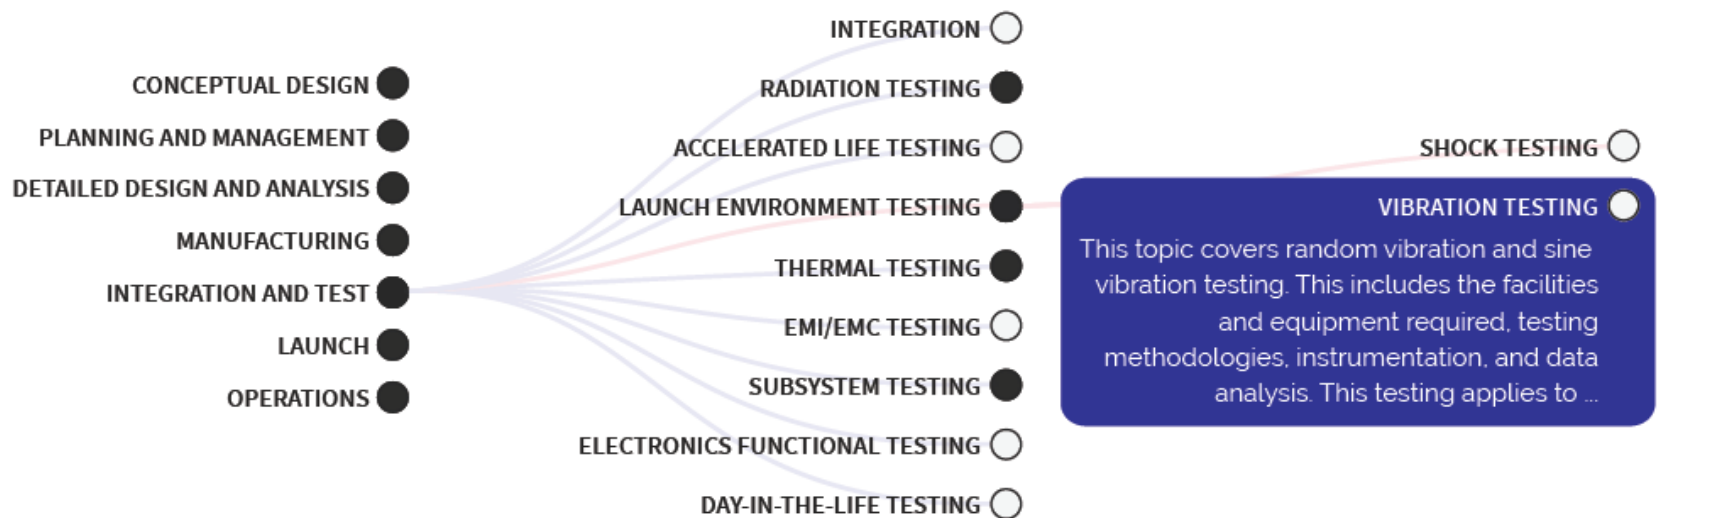 CONCEPTUAL DESIGN
PLANNING AND MANAGEMENT
DETAILED DESIGN AND ANALYSIS
MANUFACTURING
INTEGRATION AND TEST
LAUNCH
OPERATIONS
INTEGRATION
RADIATION TESTING
ACCELERATED LIFE TESTING
LAUNCH ENVIRONMENT TESTING
THERMAL TESTING
EMI/EMC TESTING
SUBSYSTEM TESTING
ELECTRONICS FUNCTIONAL TESTING
DAY-IN-THE-LIFE TESTING
SHOCK TESTING
VIBRATION TESTING
This topic covers random vibration and sine
vibration testing. This includes the facilities
and equipment required, testing
methodologies, instrumentation, and data
analysis. This testing applies to ...